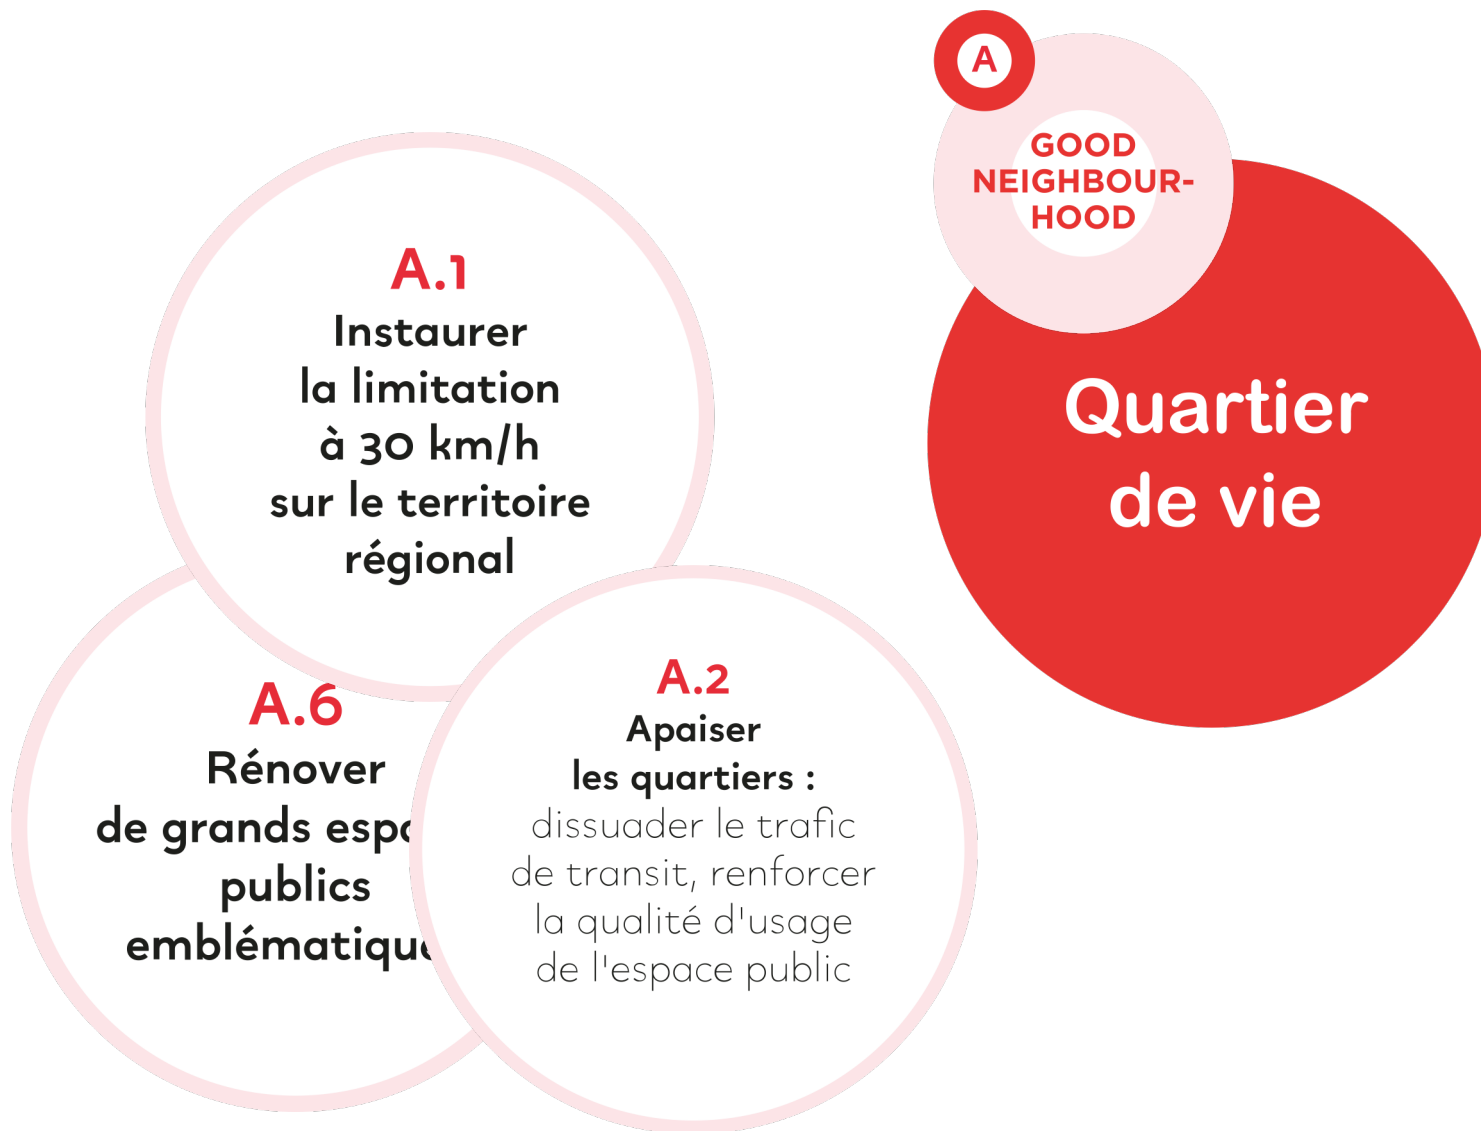 A
GOOD
NEIGHBOUR-
HOOD
Quartier
de vie
A.1
Instaurer
la limitation
à 30 km/h
sur le territoire
régional
A.6
Rénover
de grands
publics
A.2
Apaiser
les quartiers :
dissuader le trafic
de transit, renforcer
la qualité d'usage
de l'espace public